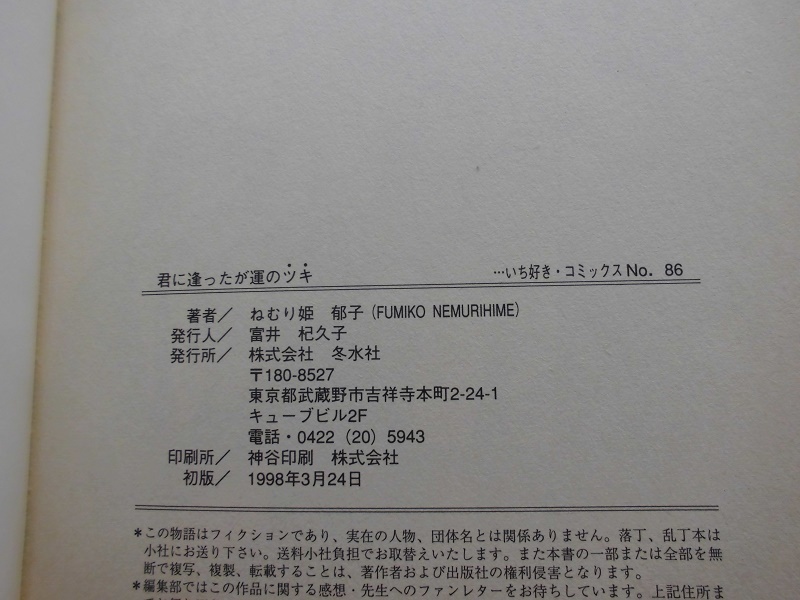 君に逢ったが運のツキ …いち好き・コミックスNo. 86
著者／ ねむり姫 郁子(FUMIKO NEMURIHIME)
発行人／ 富井 杞久子
発行所／ 株式会社 冬水社
〒180-8527
東京都武蔵野市吉祥寺本町2-24-1
キューブビル2F
電話・0422（20）5943
印刷所／ 神谷印刷 株式会社
初版／ 1998年3月24日
＊この物語はフィクションであり、実在の人物、団体名とは関係ありません。落丁、乱丁本は
小社にお送り下さい。送料小社負担でお取替えいたします。また本書の一部または全部を無
断で複写、複製、転載することは、著作者および出版社の権利侵害となります。
＊編集部ではこの作品に関する感想・先生へのファンレターをお待ちしています。上記住所ま